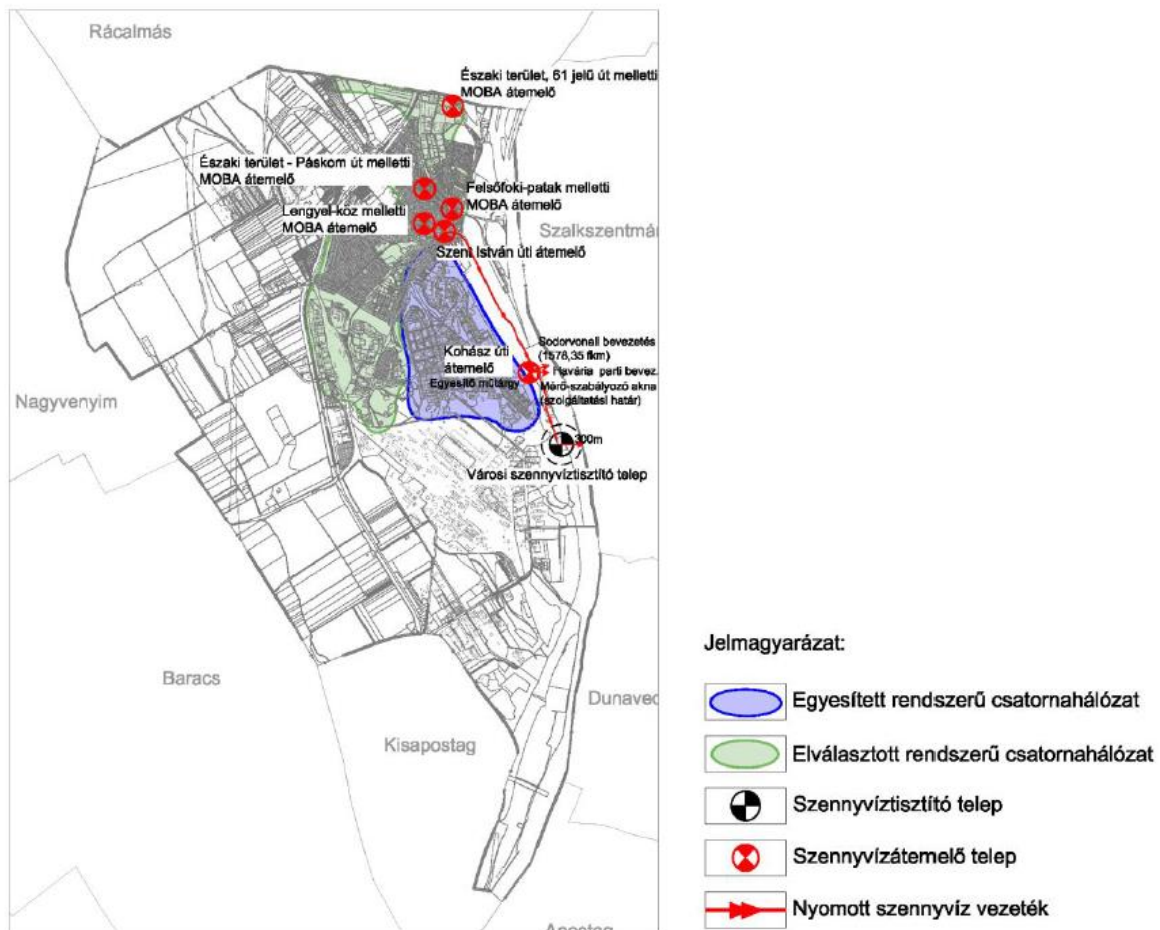 Rácalmás
Északi terület, 61 jelű út melletti
MOBA átemelő
Északi terület - Páskom út melletti
MOBA átemelő
Felsőfoki-patak melletti
MOBA átemelő
Lengyel-köz melletti
MOBA átemelő
Szalkszentmár
Szent István úti átemelő
Sodorvonali bevezetés
(1578,35 fkm)
Kohász úti
átemelő
Egyesítő műtárgy
Havária parti bevez.
Mérő-szabályozó akna
(szolgáltatási határ)
Nagyvenyim
300m
Városi szennyvíztisztító telep
Baracs
Dunavec
Kisapostag
Apostag
Jelmagyarázat:
Egyesített rendszerű csatornahálózat
Elválasztott rendszerű csatornahálózat
Szennyvíztisztító telep
Szennyvízátemelő telep
Nyomott szennyvíz vezeték